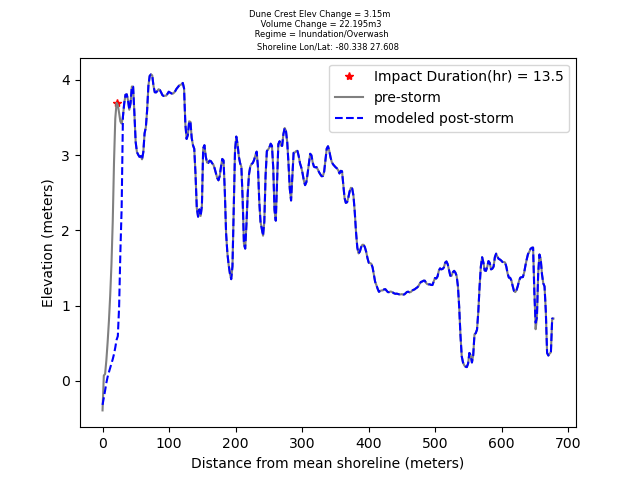 Dune Crest Elev Change = 3.15m
Volume Change = 22.195m3
Regime = Inundation/Overwash
Shoreline Lon/Lat: -80.338 27.608
Impact Duration(hr) = 13.5
pre-storm
modeled post-storm
Elevation (meters)
4
3
2
1
0
0 100 200 300 400 500 600 700
Distance from mean shoreline (meters)